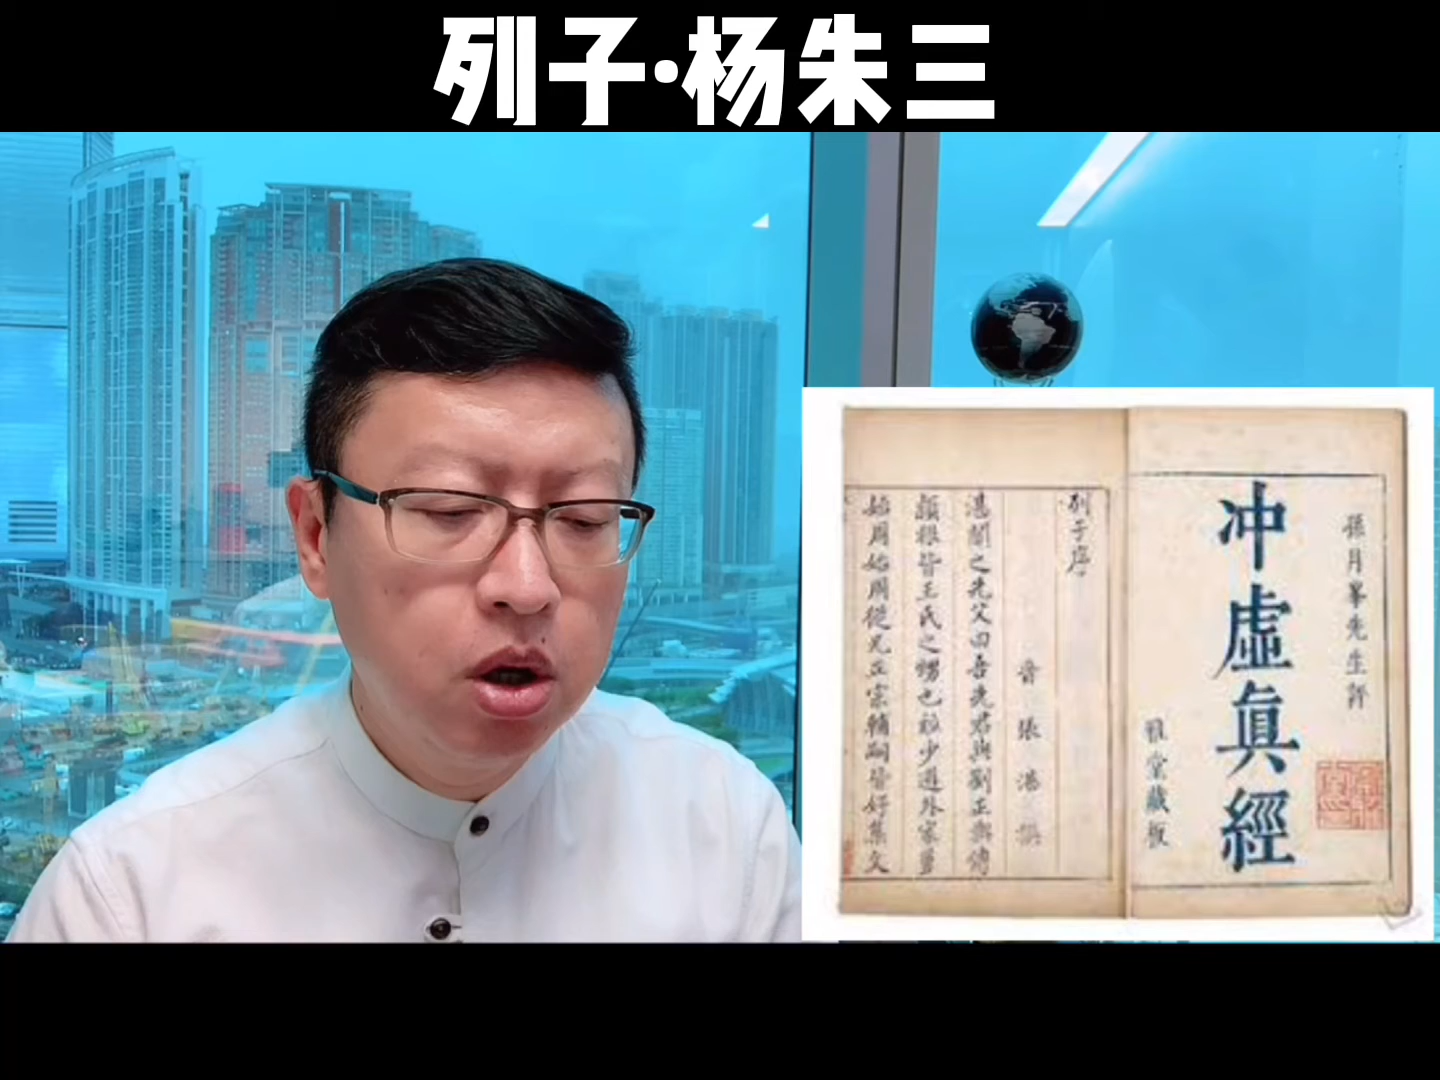 列子·杨朱三
孫月峯先生評
冲虛眞經
雅堂藏板
列子序
晉張湛撰
湛聞之先父曰吾先君與劉正輿傅
穎根皆王氏之甥也並少遊外家舅
始周始周從兄正宗輔嗣皆好集文